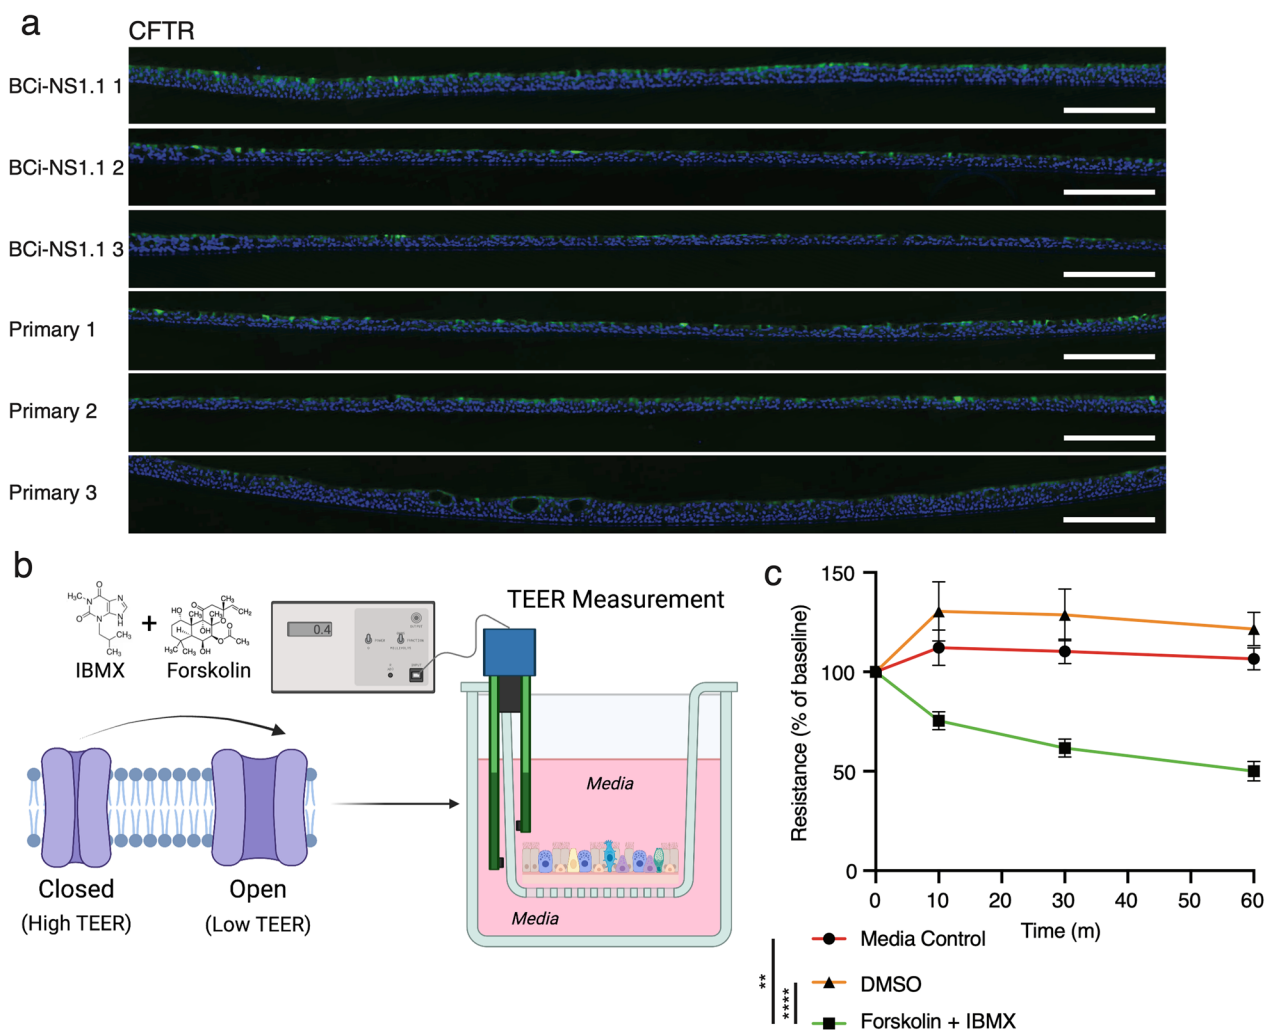 a
CFTR
BCi-NS1.1 1
BCi-NS1.1 2
BCi-NS1.1 3
Primary 1
Primary 2
Primary 3
b
IBMX
+
Forskolin
0.4
TEER Measurement
Media
Media
Closed
(High TEER)
Open
(Low TEER)
c
Resistance (% of baseline)
150
100
50
0
0 10 20 30 40 50 60
Time (m)
Media Control
DMSO
Forskolin + IBMX
**
****